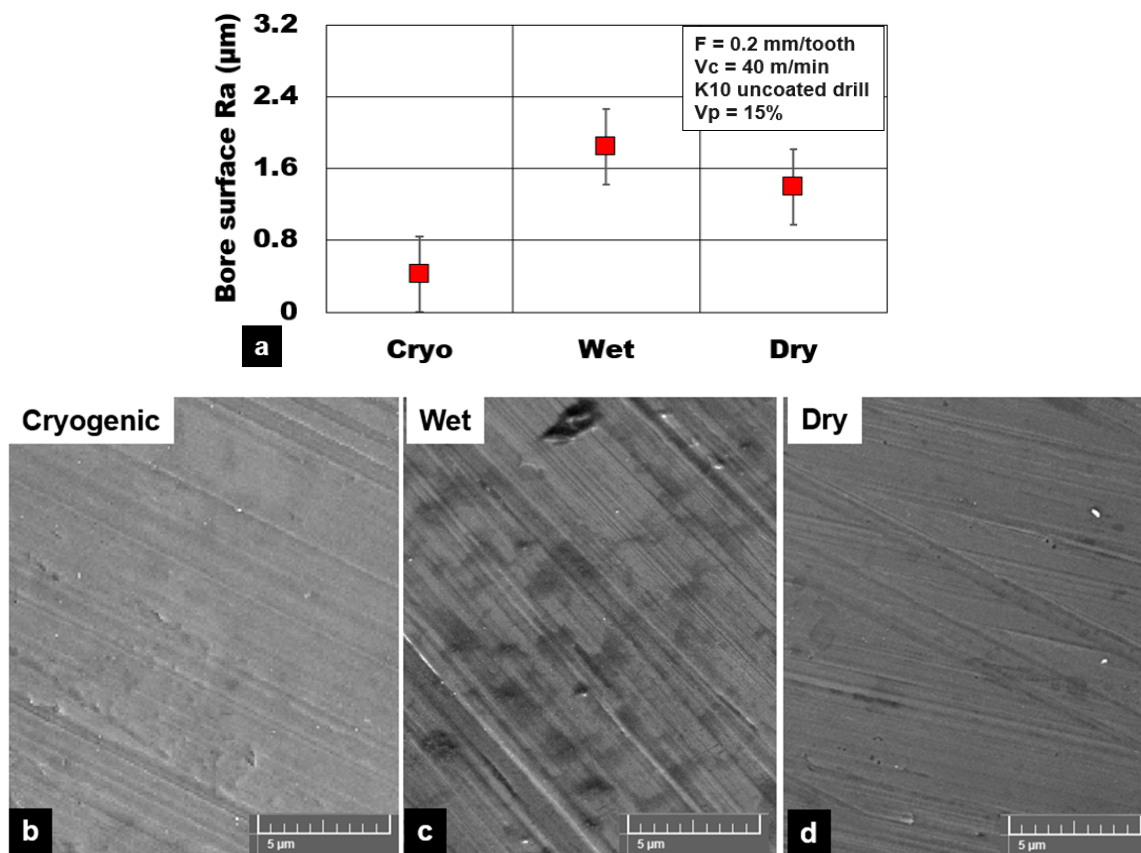 3.2
2.4
1.6
0.8
0
Bore surface Ra (µm)
F = 0.2 mm/tooth
Vc = 40 m/min
K10 uncoated drill
Vp = 15%
a
Cryo Wet Dry
Cryogenic
Wet
Dry
b
5 µm
c
5 µm
d
5 µm